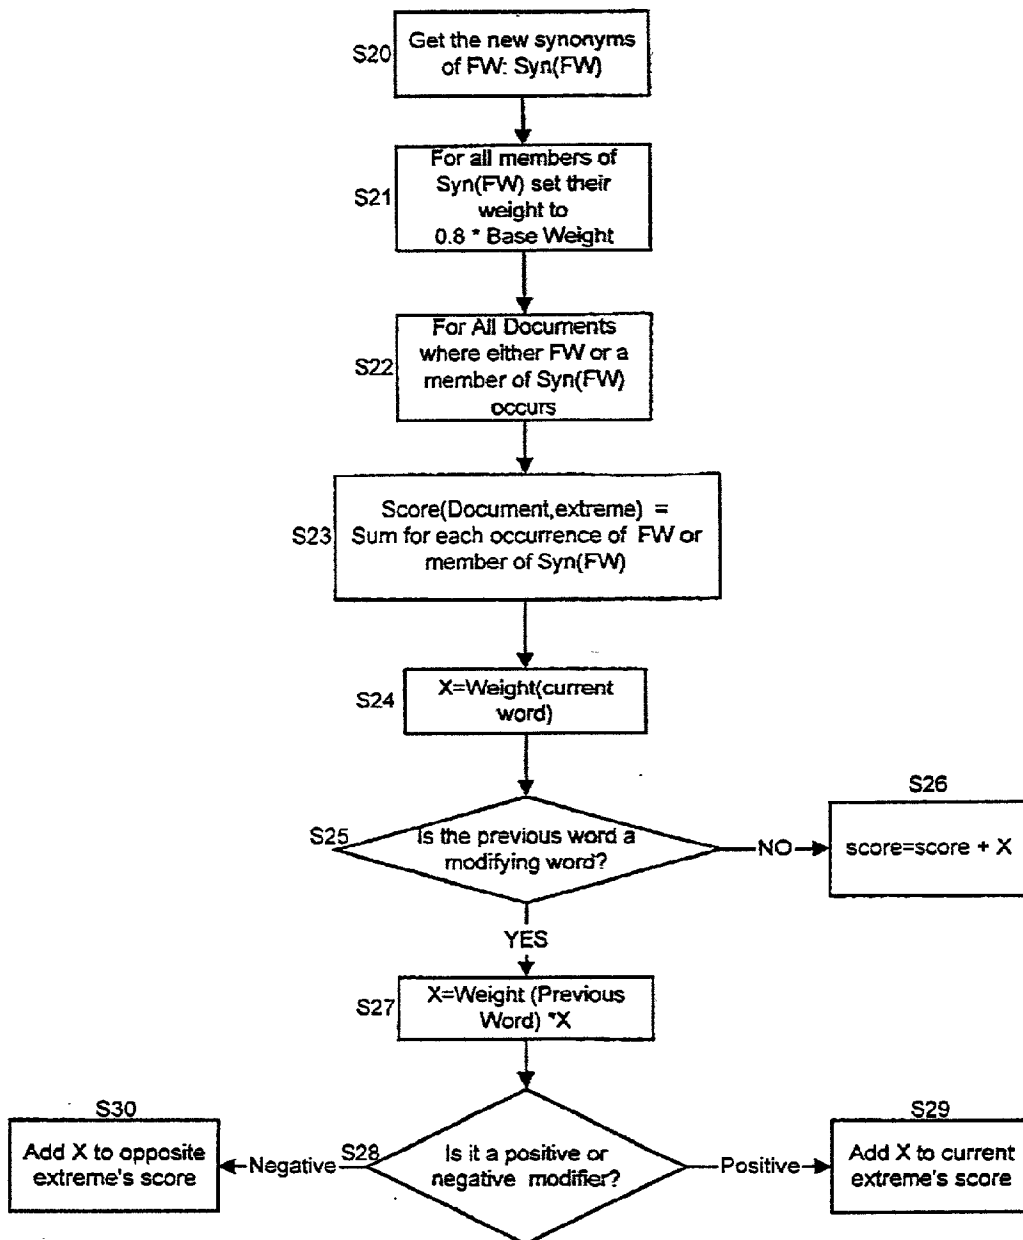 S20
Get the new synonyms
of FW: Syn(FW)
S21
For all members of
Syn(FW) set their
weight to
0.8 * Base Weight
S22
For All Documents
where either FW or a
member of Syn(FW)
occurs
S23
Score(Document,extreme) =
Sum for each occurrence of FW or
member of Syn(FW)
S24
X=Weight(current
word)
S25
Is the previous word a
modifying word?
NO
S26
score=score + X
YES
S27
X=Weight (Previous
Word) *X
S28
Is it a positive or
negative modifier?
Negative
S30
Add X to opposite
extreme's score
Positive
S29
Add X to current
extreme's score